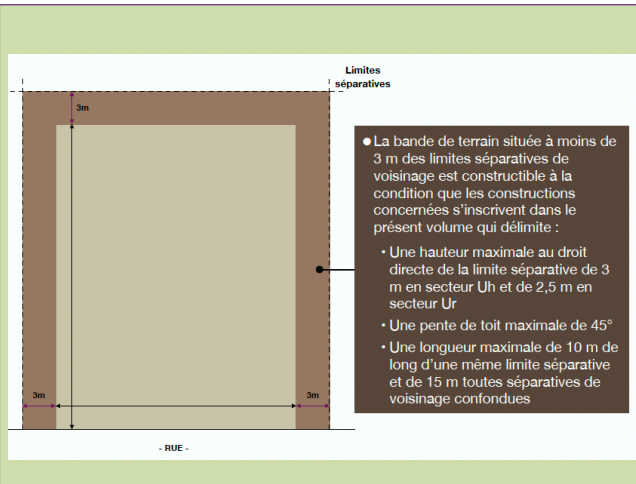 Limites
séparatives
3m
● La bande de terrain située à moins de
3 m des limites séparatives de
voisinage est constructible à la
condition que les constructions
concernées s'inscrivent dans le
présent volume qui délimite :
• Une hauteur maximale au droit
directe de la limite séparative de 3
m en secteur Uh et de 2,5 m en
secteur Ur
• Une pente de toit maximale de 45°
• Une longueur maximale de 10 m de
long d'une même limite séparative
et de 15 m toutes séparatives de
voisinage confondues
3m
3m
- RUE -